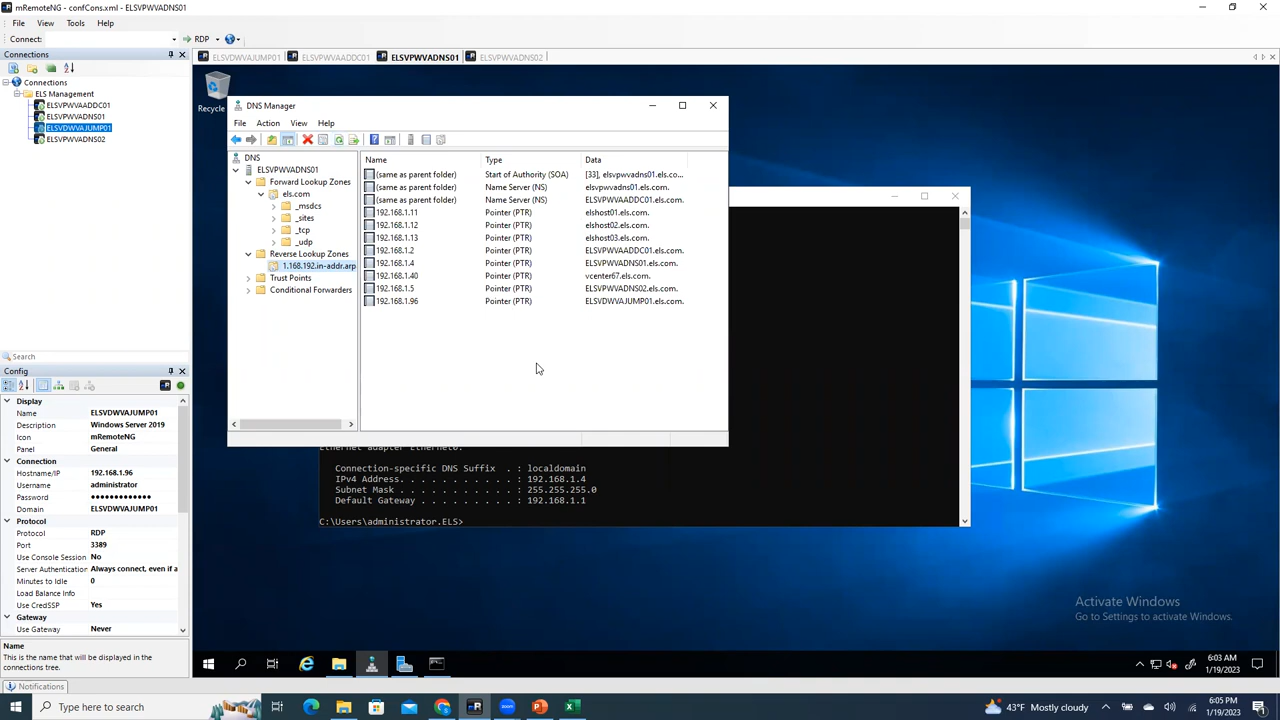 mRemoteNG - confCons.xml - ELSVPWVADNS01
File View Tools Help
Connect: RDP
Connections
Connections
ELS Management
ELSVPWVAADDC01
ELSVPWVADNS01
ELSVDWVAJUMP01
ELSVPWVADNS02
Search
Config
Display
Name ELSVDWVAJUMP01
Description Windows Server 2019
Icon mRemoteNG
Panel General
Connection
Hostname/IP 192.168.1.96
Username administrator
Password •••••••••••••
Domain ELSVDWVAJUMP01
Protocol
Protocol RDP
Port 3389
Use Console Session No
Server Authentication Always connect, even if a
Minutes to Idle 0
Load Balance Info
Use CredSSP Yes
Gateway
Use Gateway Never
Name
This is the name that will be displayed in the connections tree.
Notifications
ELSVDWVAJUMP01 ELSVPWVAADDC01 ELSVPWVADNS01 ELSVPWVADNS02
Recycle
DNS Manager
File Action View Help
DNS
ELSVPWVADNS01
Forward Lookup Zones
els.com
_msdcs
_sites
_tcp
_udp
Reverse Lookup Zones
1.168.192.in-addr.arp
Trust Points
Conditional Forwarders
Name Type Data
(same as parent folder) Start of Authority (SOA) [33], elsvpwvadns01.els.co...
(same as parent folder) Name Server (NS) elsvpwvadns01.els.com.
(same as parent folder) Name Server (NS) ELSVPWVAADDC01.els.com.
192.168.1.11 Pointer (PTR) elshost01.els.com.
192.168.1.12 Pointer (PTR) elshost02.els.com.
192.168.1.13 Pointer (PTR) elshost03.els.com.
192.168.1.2 Pointer (PTR) ELSVPWVAADDC01.els.com.
192.168.1.4 Pointer (PTR) ELSVPWVADNS01.els.com.
192.168.1.40 Pointer (PTR) vcenter67.els.com.
192.168.1.5 Pointer (PTR) ELSVPWVADNS02.els.com.
192.168.1.96 Pointer (PTR) ELSVDWVAJUMP01.els.com.
Ethernet adapter Ethernet0:
Connection-specific DNS Suffix . : localdomain
IPv4 Address. . . . . . . . . . . : 192.168.1.4
Subnet Mask . . . . . . . . . . . : 255.255.255.0
Default Gateway . . . . . . . . . : 192.168.1.1
C:\Users\administrator.ELS>
Activate Windows
Go to Settings to activate Windows.
6:03 AM
1/19/2023
Type here to search
43°F Mostly cloudy
6:05 PM
1/19/2023